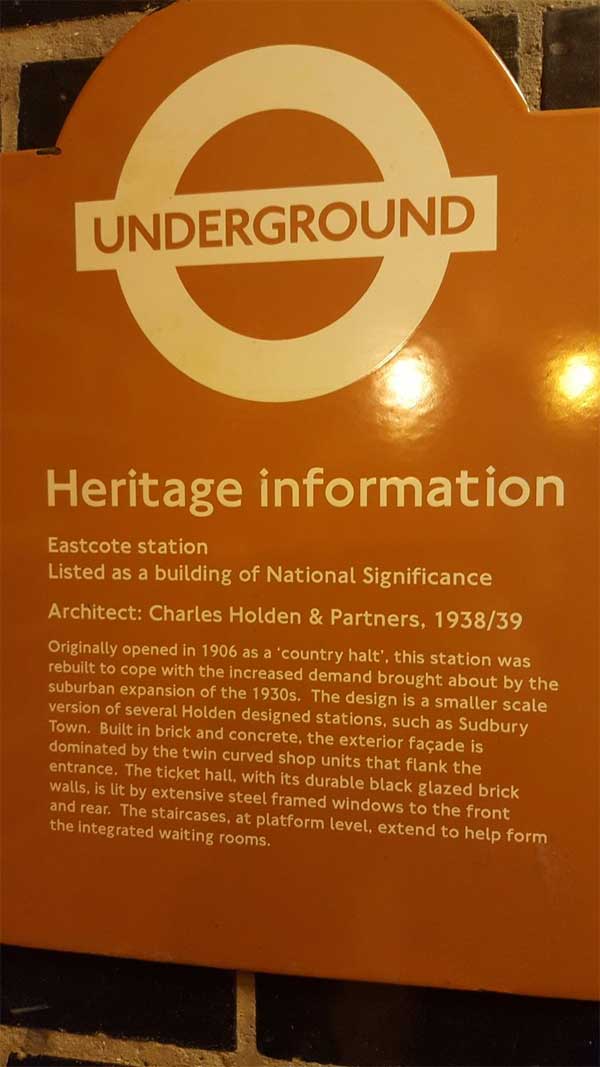 UNDERGROUND
Heritage information
Eastcote station
Listed as a building of National Significance
Architect: Charles Holden & Partners, 1938/39
Originally opened in 1906 as a ‘country halt’, this station was
rebuilt to cope with the increased demand brought about by the
suburban expansion of the 1930s. The design is a smaller scale
version of several Holden designed stations, such as Sudbury
Town. Built in brick and concrete, the exterior façade is
dominated by the twin curved shop units that flank the
entrance. The ticket hall, with its durable black glazed brick
walls, is lit by extensive steel framed windows to the front
and rear. The staircases, at platform level, extend to help form
the integrated waiting rooms.